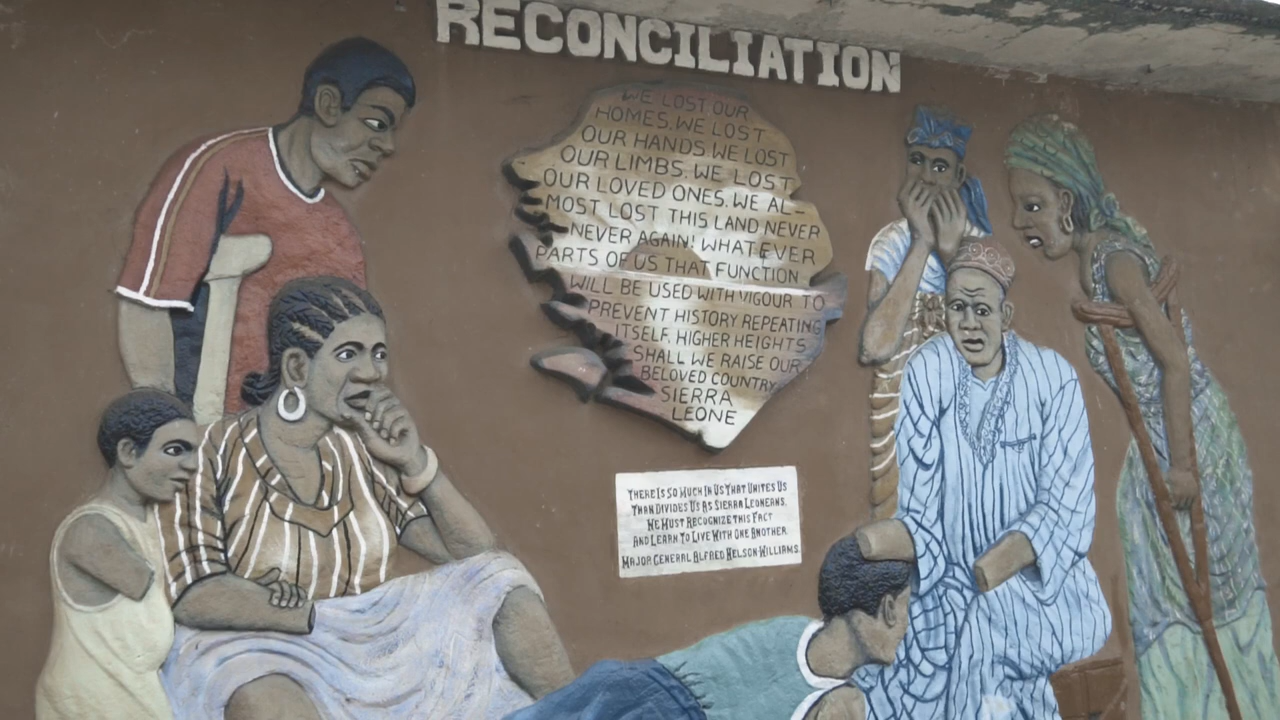 RECONCILIATION
WE LOST OUR
HOMES. WE LOST
OUR HANDS. WE LOST
OUR LIMBS. WE LOST
OUR LOVED ONES. WE AL-
MOST LOST THIS LAND NEVER
NEVER AGAIN! WHATEVER
PARTS OF US THAT FUNCTION
WILL BE USED WITH VIGOUR TO
PREVENT HISTORY REPEATING
ITSELF. HIGHER HEIGHTS
SHALL WE RAISE OUR
BELOVED COUNTRY
SIERRA
LEONE
THERE IS SO MUCH IN US THAT UNITES US
THAN DIVIDES US AS SIERRA LEONEANS.
WE MUST RECOGNIZE THIS FACT
AND LEARN TO LIVE WITH ONE ANOTHER.
MAJOR GENERAL ALFRED NELSON-WILLIAMS.